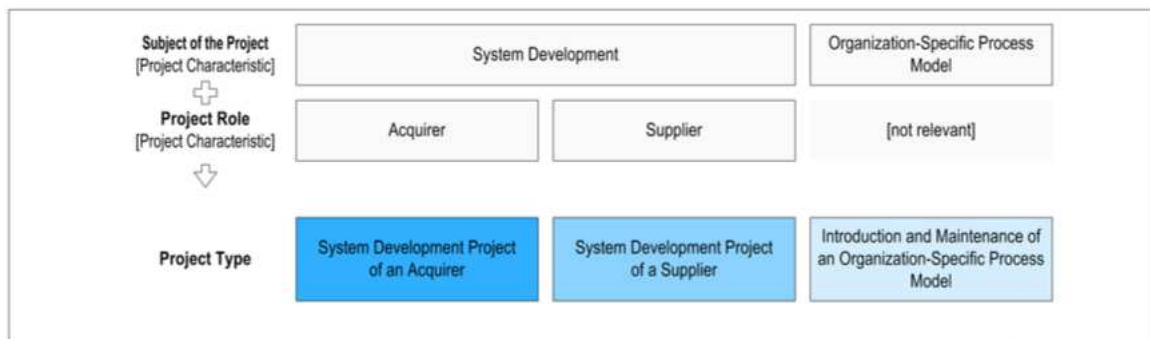 Subject of the Project
[Project Characteristic]
System Development
Organization-Specific Process
Model
Project Role
[Project Characteristic]
Acquirer
Supplier
[not relevant]
Project Type
System Development Project
of an Acquirer
System Development Project
of a Supplier
Introduction and Maintenance of
an Organization-Specific Process
Model